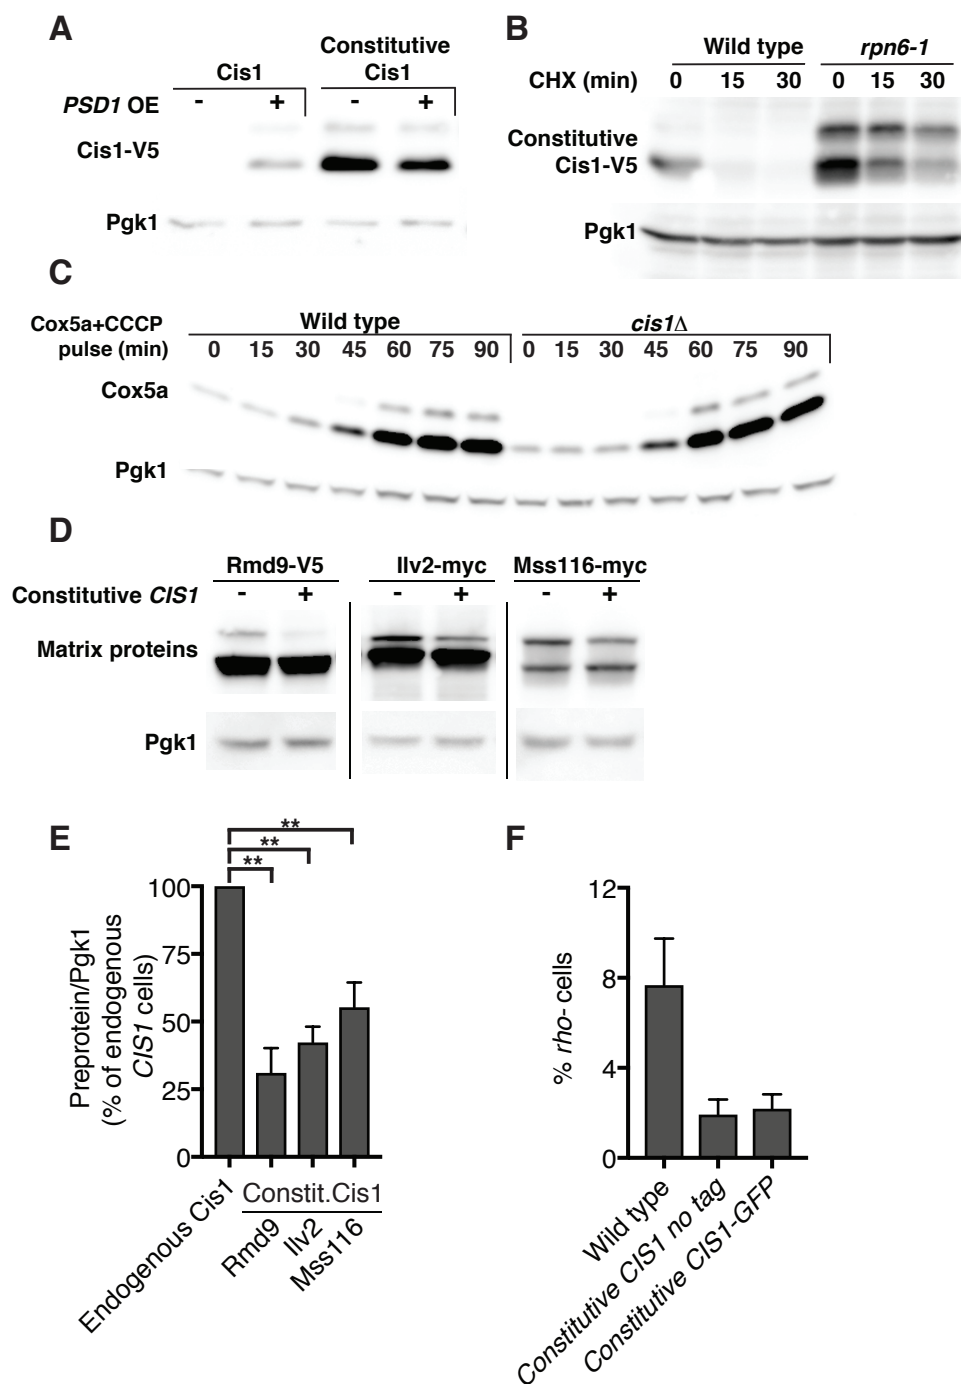 A
Cis1
Constitutive
Cis1
PSD1 OE
- + - +
Cis1-V5
Pgk1
B
Wild type
rpn6-1
CHX (min)
0 15 30 0 15 30
Constitutive
Cis1-V5
Pgk1
C
Cox5a+CCCP
pulse (min)
Wild type
cis1Δ
0 15 30 45 60 75 90 0 15 30 45 60 75 90
Cox5a
Pgk1
D
Rmd9-V5
Ilv2-myc
Mss116-myc
Constitutive CIS1
- + - + - +
Matrix proteins
Pgk1
E
Preprotein/Pgk1
(% of endogenous
CIS1 cells)
**
**
**
100
75
50
25
0
Endogenous Cis1
Constit.Cis1
Rmd9
Ilv2
Mss116
F
% rho- cells
12
8
4
0
Wild type
Constitutive CIS1 no tag
Constitutive CIS1-GFP